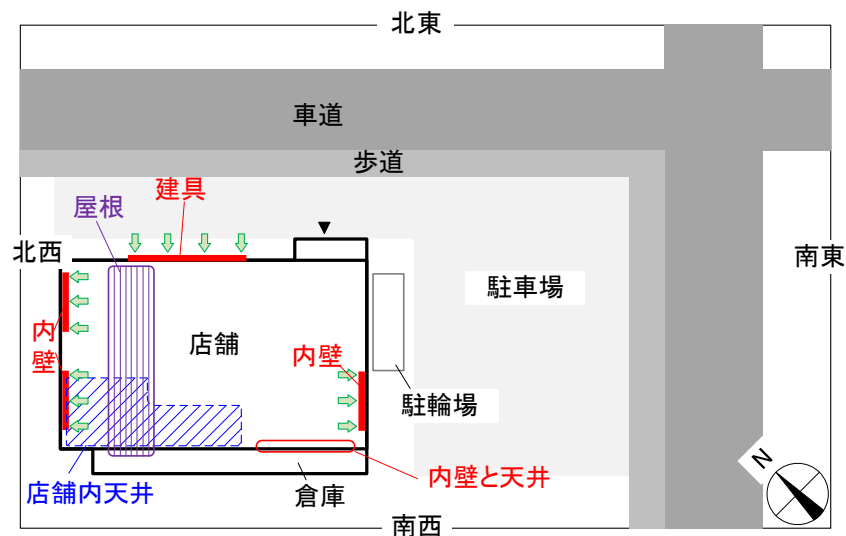 北東
車道
歩道
建具
屋根
北西
南東
駐車場
店舗
内
壁
内壁
駐輪場
店舗内天井
倉庫
内壁と天井
N
南西